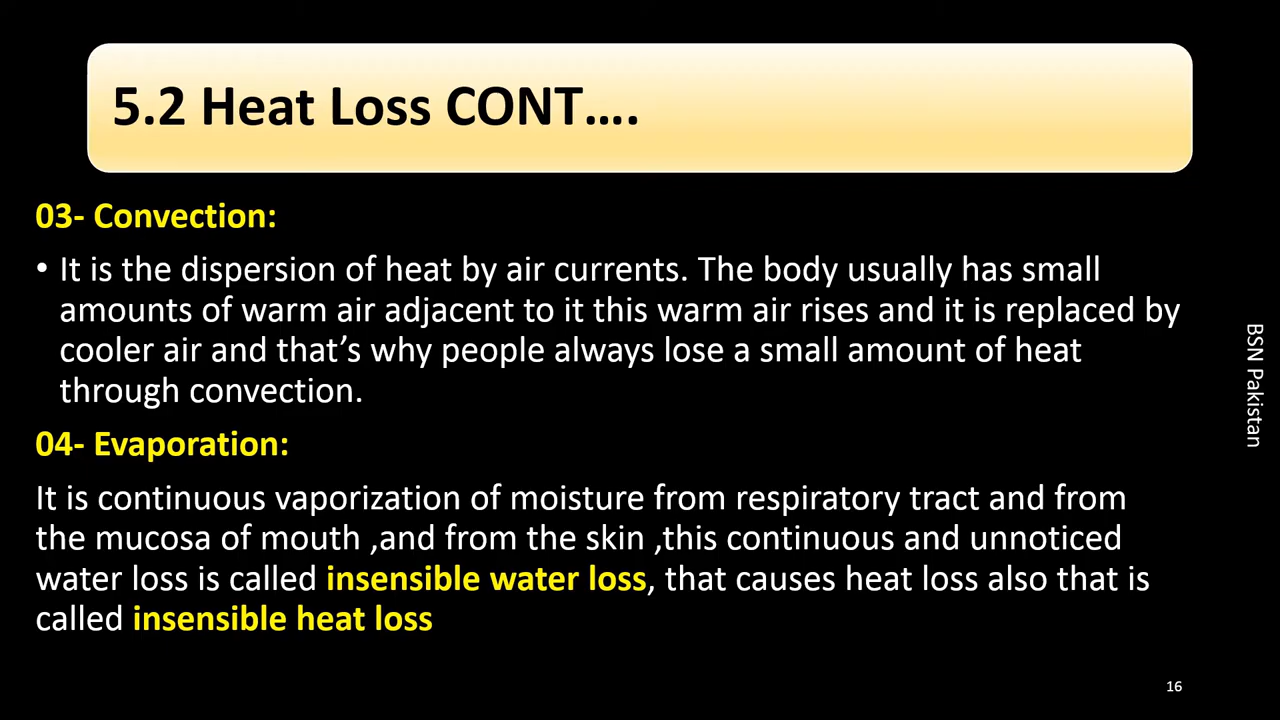 5.2 Heat Loss CONT….
03- Convection:
• It is the dispersion of heat by air currents. The body usually has small
amounts of warm air adjacent to it this warm air rises and it is replaced by
cooler air and that’s why people always lose a small amount of heat
through convection.
04- Evaporation:
It is continuous vaporization of moisture from respiratory tract and from
the mucosa of mouth ,and from the skin ,this continuous and unnoticed
water loss is called insensible water loss, that causes heat loss also that is
called insensible heat loss
BSN Pakistan
16